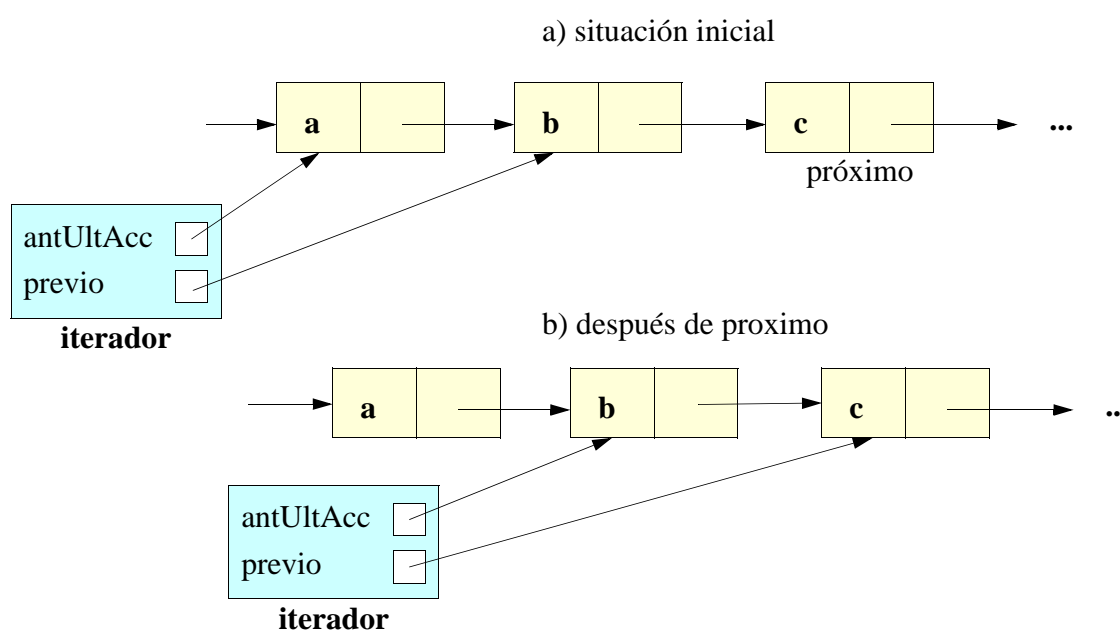 a) situación inicial
a b c ...
próximo
antUltAcc
previo
iterador
b) después de proximo
a b c ..
antUltAcc
previo
iterador